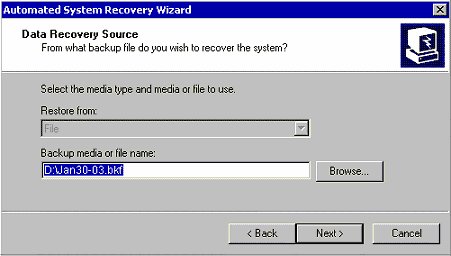 Automated System Recovery Wizard
Data Recovery Source
From what backup file do you wish to recover the system?
Select the media type and media or file to use.
Restore from:
File
Backup media or file name:
D:\Jan30-03.bkf
Browse...
< Back
Next >
Cancel